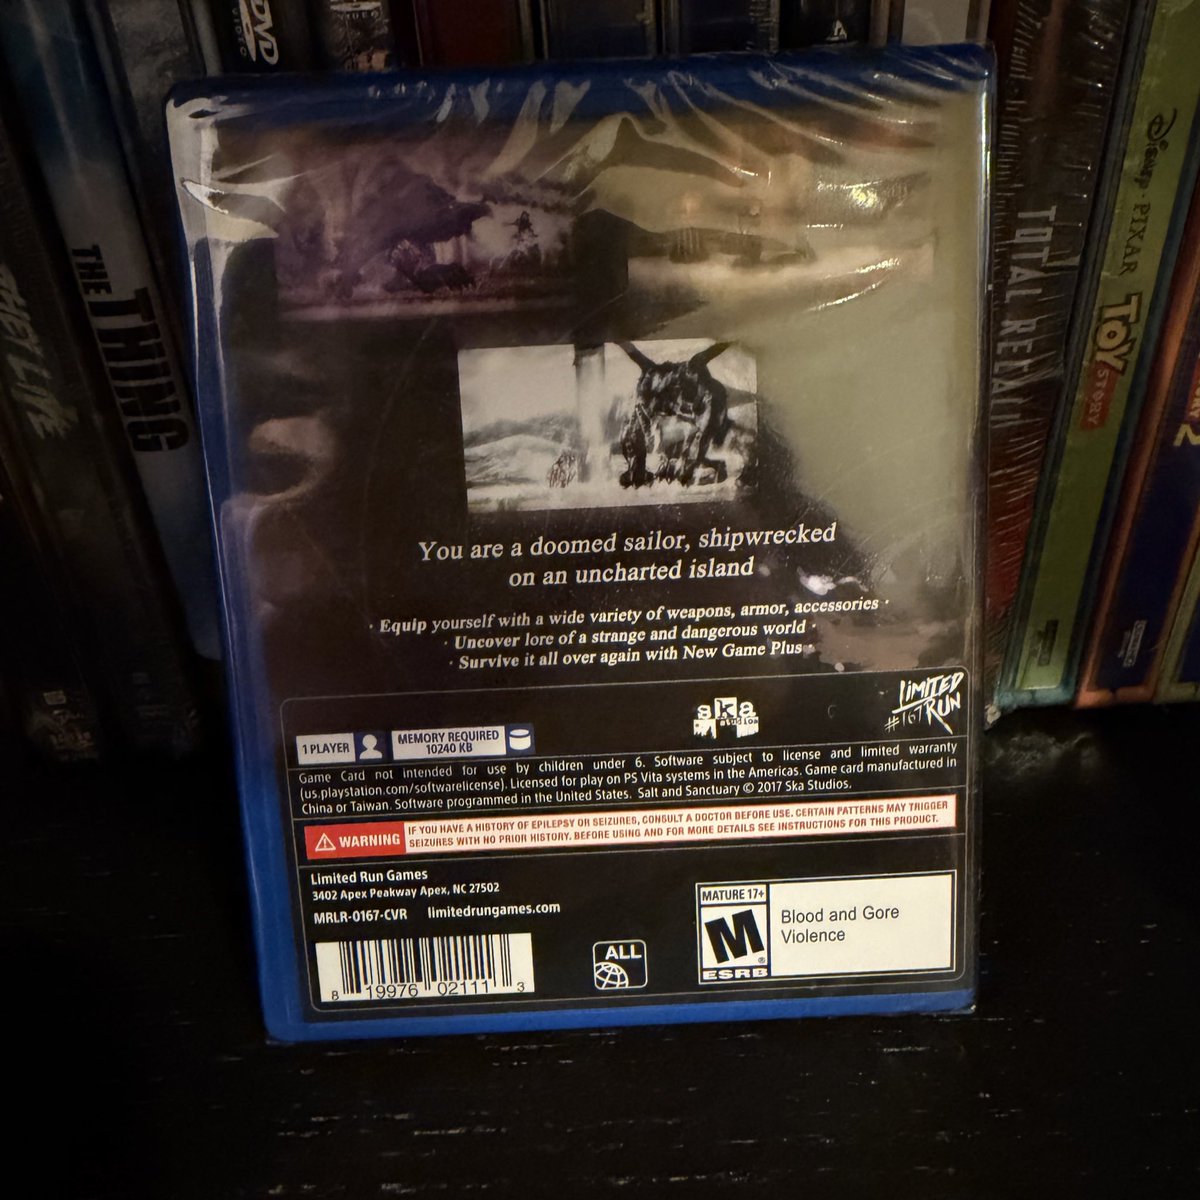 DVD
VIDEO
THEY LIVE
THE THING
TOTAL RECALL
Disney PIXAR
TOY STORY
2
You are a doomed sailor, shipwrecked
on an uncharted island
· Equip yourself with a wide variety of weapons, armor, accessories ·
· Uncover lore of a strange and dangerous world ·
· Survive it all over again with New Game Plus ·
ska studios
LIMITED RUN
#167
1 PLAYER
MEMORY REQUIRED
10240 KB
Game Card not intended for use by children under 6. Software subject to license and limited warranty
(us.playstation.com/softwarelicense). Licensed for play on PS Vita systems in the Americas. Game card manufactured in
China or Taiwan. Software programmed in the United States. Salt and Sanctuary © 2017 Ska Studios.
WARNING
IF YOU HAVE A HISTORY OF EPILEPSY OR SEIZURES, CONSULT A DOCTOR BEFORE USE. CERTAIN PATTERNS MAY TRIGGER
SEIZURES WITH NO PRIOR HISTORY. BEFORE USING AND FOR MORE DETAILS SEE INSTRUCTIONS FOR THIS PRODUCT.
Limited Run Games
3402 Apex Peakway Apex, NC 27502
MRLR-0167-CVR limitedrungames.com
8 19976 02111 3
ALL
MATURE 17+
M
®
ESRB
Blood and Gore
Violence